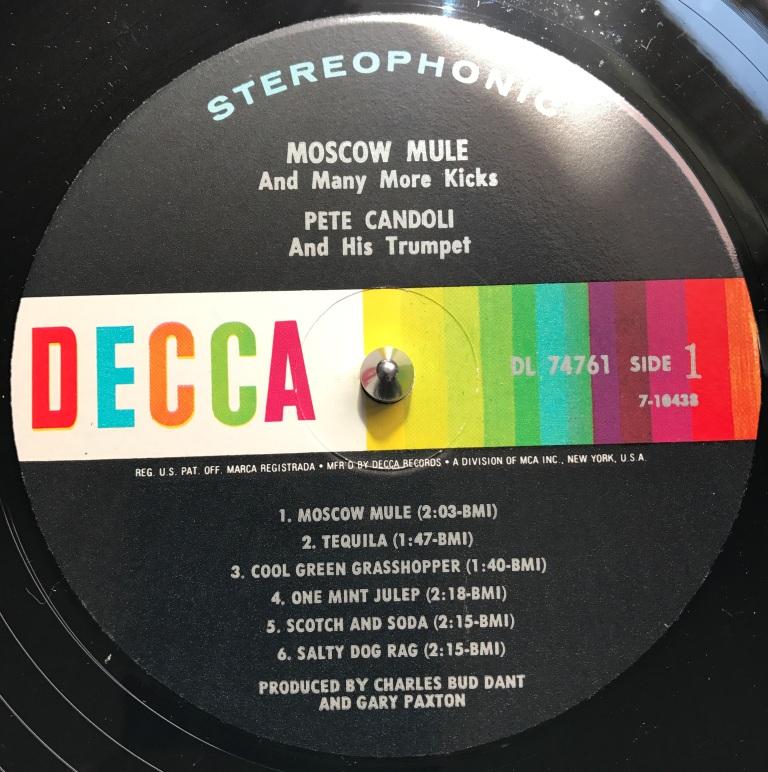 STEREOPHONIC
MOSCOW MULE
And Many More Kicks
PETE CANDOLI
And His Trumpet
DECCA
DL 74761 SIDE 1
7-10438
REG. U.S. PAT. OFF. MARCA REGISTRADA • MFR'D BY DECCA RECORDS • A DIVISION OF MCA INC., NEW YORK, U.S.A.
1. MOSCOW MULE (2:03-BMI)
2. TEQUILA (1:47-BMI)
3. COOL GREEN GRASSHOPPER (1:40-BMI)
4. ONE MINT JULEP (2:18-BMI)
5. SCOTCH AND SODA (2:15-BMI)
6. SALTY DOG RAG (2:15-BMI)
PRODUCED BY CHARLES BUD DANT
AND GARY PAXTON